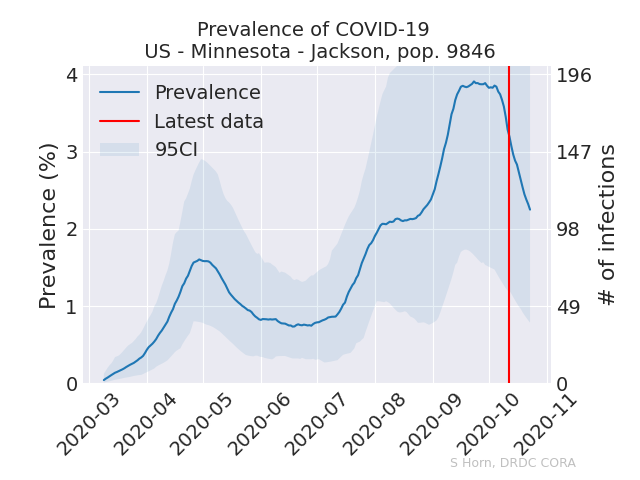 Prevalence of COVID-19
US - Minnesota - Jackson, pop. 9846
Prevalence
Latest data
95CI
Prevalence (%)
4
3
2
1
0
196
147
98
49
0
# of infections
2020-03
2020-04
2020-05
2020-06
2020-07
2020-08
2020-09
2020-10
2020-11
S Horn, DRDC CORA